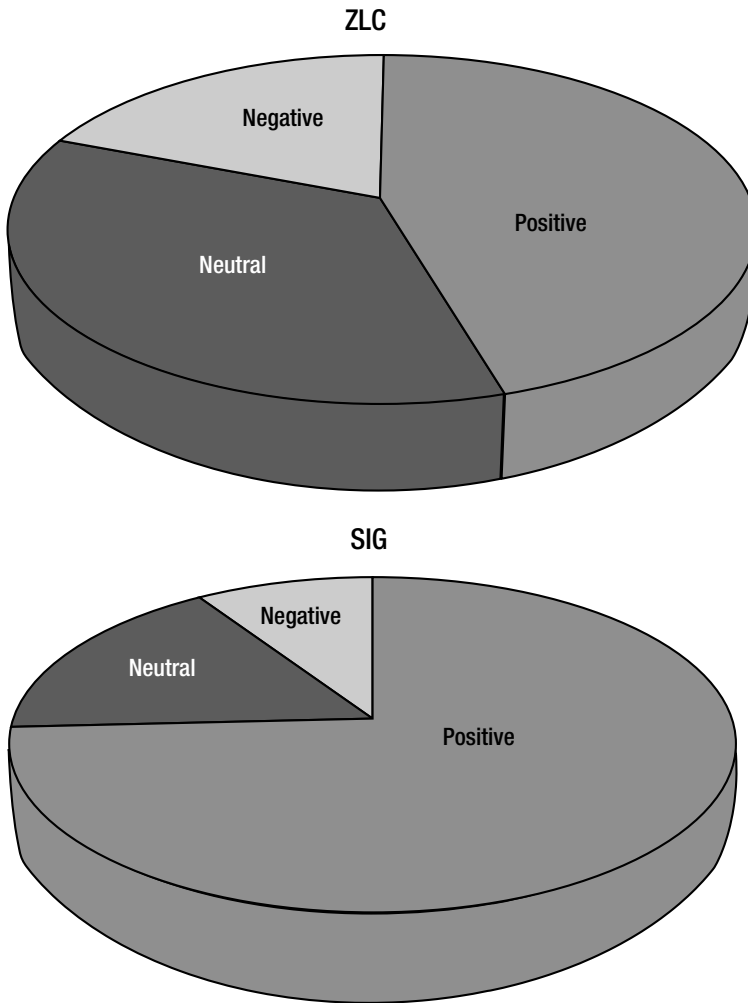 ZLC
Negative
Positive
Neutral
SIG
Negative
Neutral
Positive